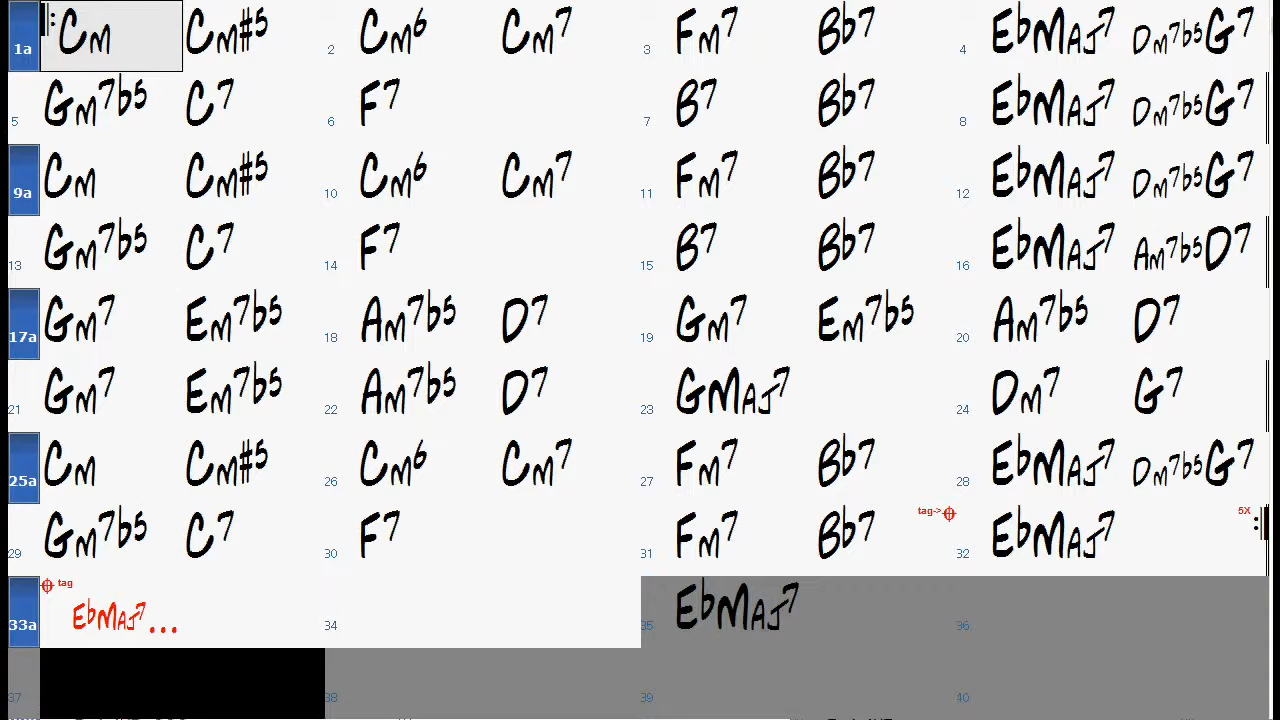 1a Cm Cm#5 2 Cm6 Cm7 3 Fm7 Bb7 4 EbMaj7 Dm7b5 G7
5 Gm7b5 C7 6 F7 7 B7 Bb7 8 EbMaj7 Dm7b5 G7
9a Cm Cm#5 10 Cm6 Cm7 11 Fm7 Bb7 12 EbMaj7 Dm7b5 G7
13 Gm7b5 C7 14 F7 15 B7 Bb7 16 EbMaj7 Am7b5 D7
17a Gm7 Em7b5 18 Am7b5 D7 19 Gm7 Em7b5 20 Am7b5 D7
21 Gm7 Em7b5 22 Am7b5 D7 23 GMaj7 24 Dm7 G7
25a Cm Cm#5 26 Cm6 Cm7 27 Fm7 Bb7 28 EbMaj7 Dm7b5 G7
tag-> 5X
29 Gm7b5 C7 30 F7 31 Fm7 Bb7 32 EbMaj7
tag
33a EbMaj7... 34 35 EbMaj7 36
37 38 39 40